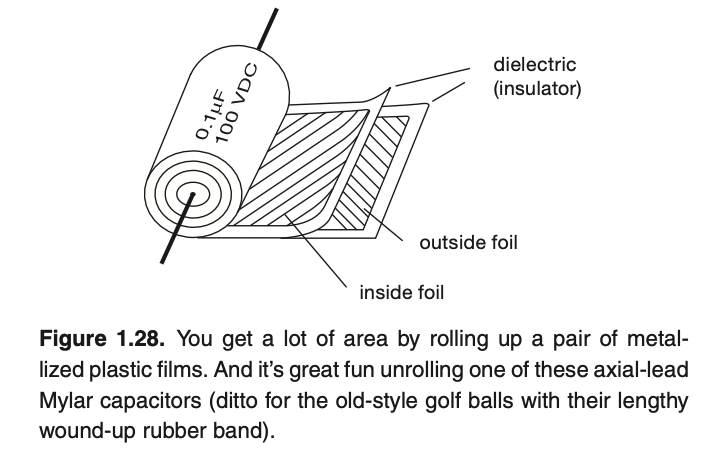 0.1µF
100 VDC
dielectric
(insulator)
outside foil
inside foil
Figure 1.28. You get a lot of area by rolling up a pair of metal-
lized plastic films. And it’s great fun unrolling one of these axial-lead
Mylar capacitors (ditto for the old-style golf balls with their lengthy
wound-up rubber band).